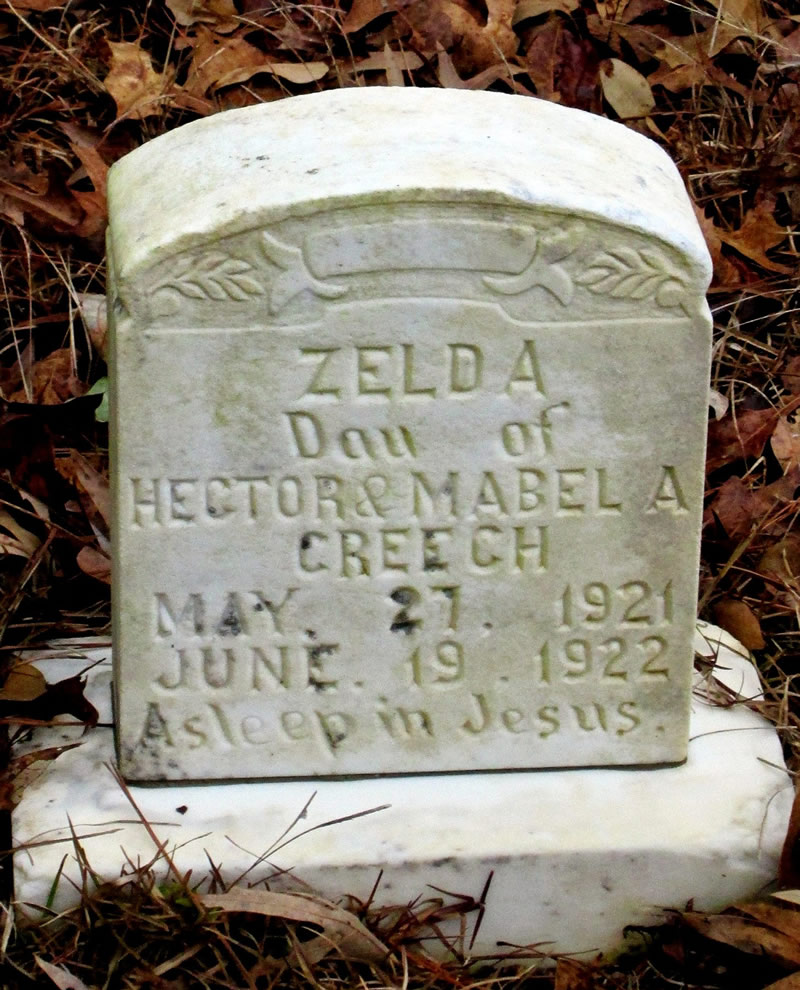 ZELDA
Dau of
HECTOR & MABEL A
CREECH
MAY. 27. 1921
JUNE. 19. 1922
Asleep in Jesus.